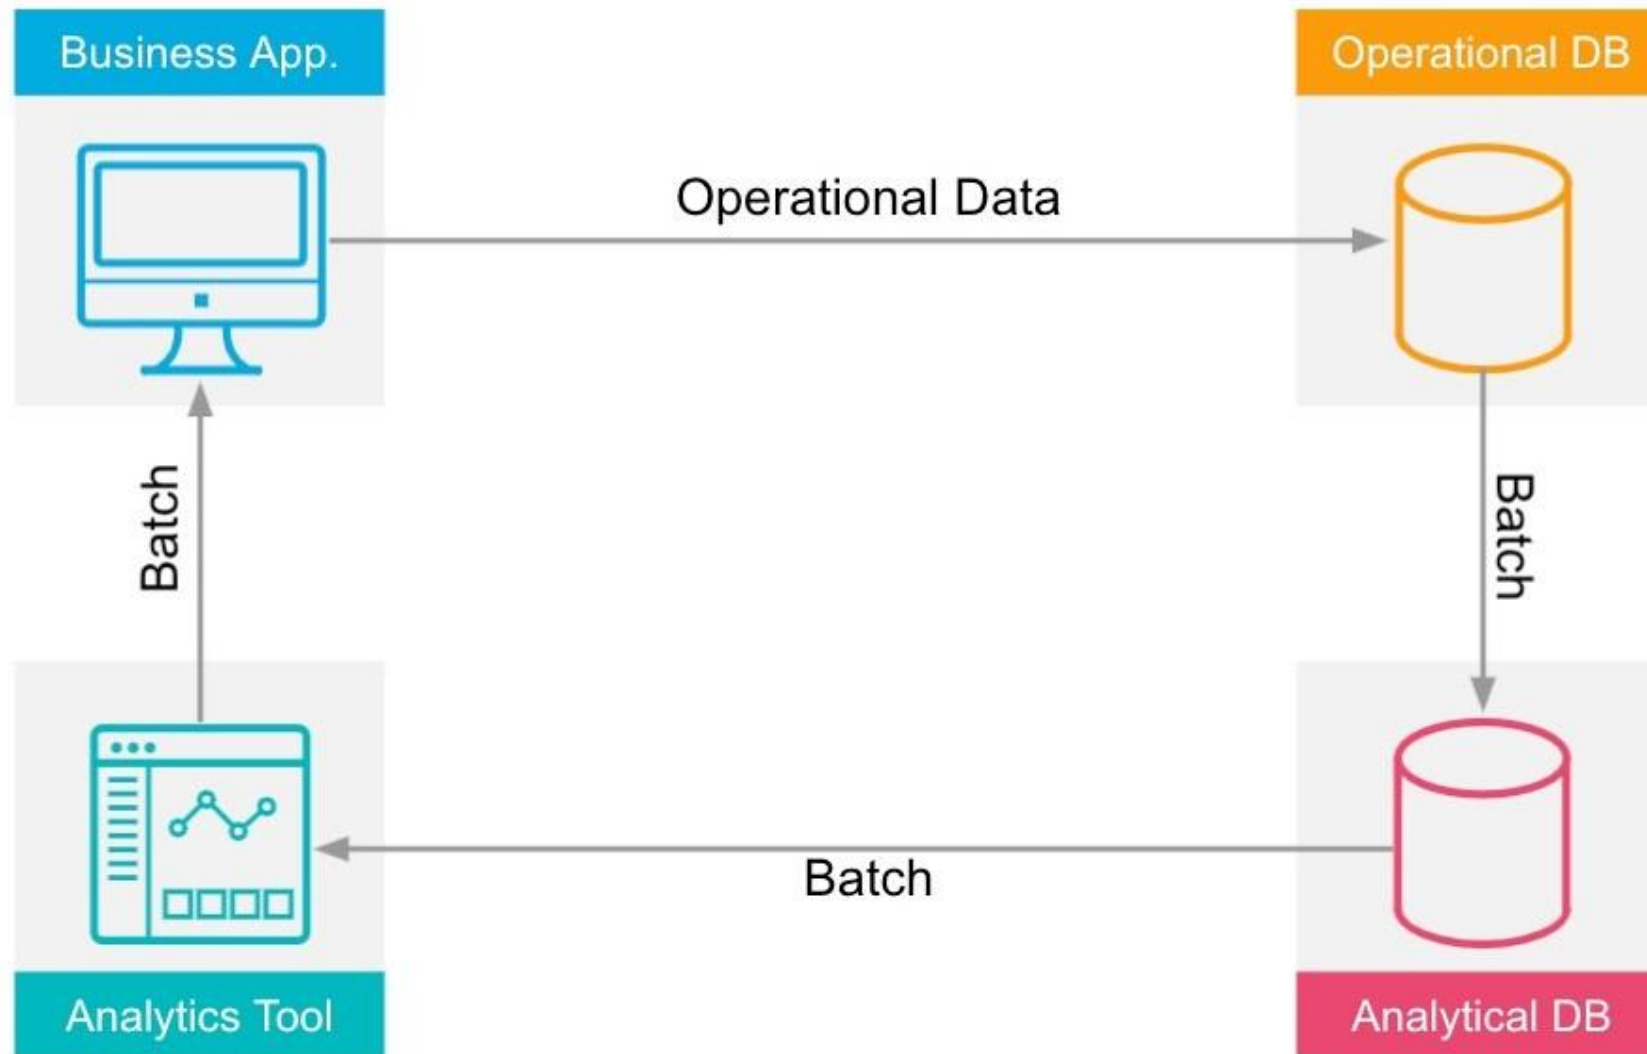 Business App.
Operational DB
Operational Data
Batch
Batch
Batch
Analytics Tool
Analytical DB